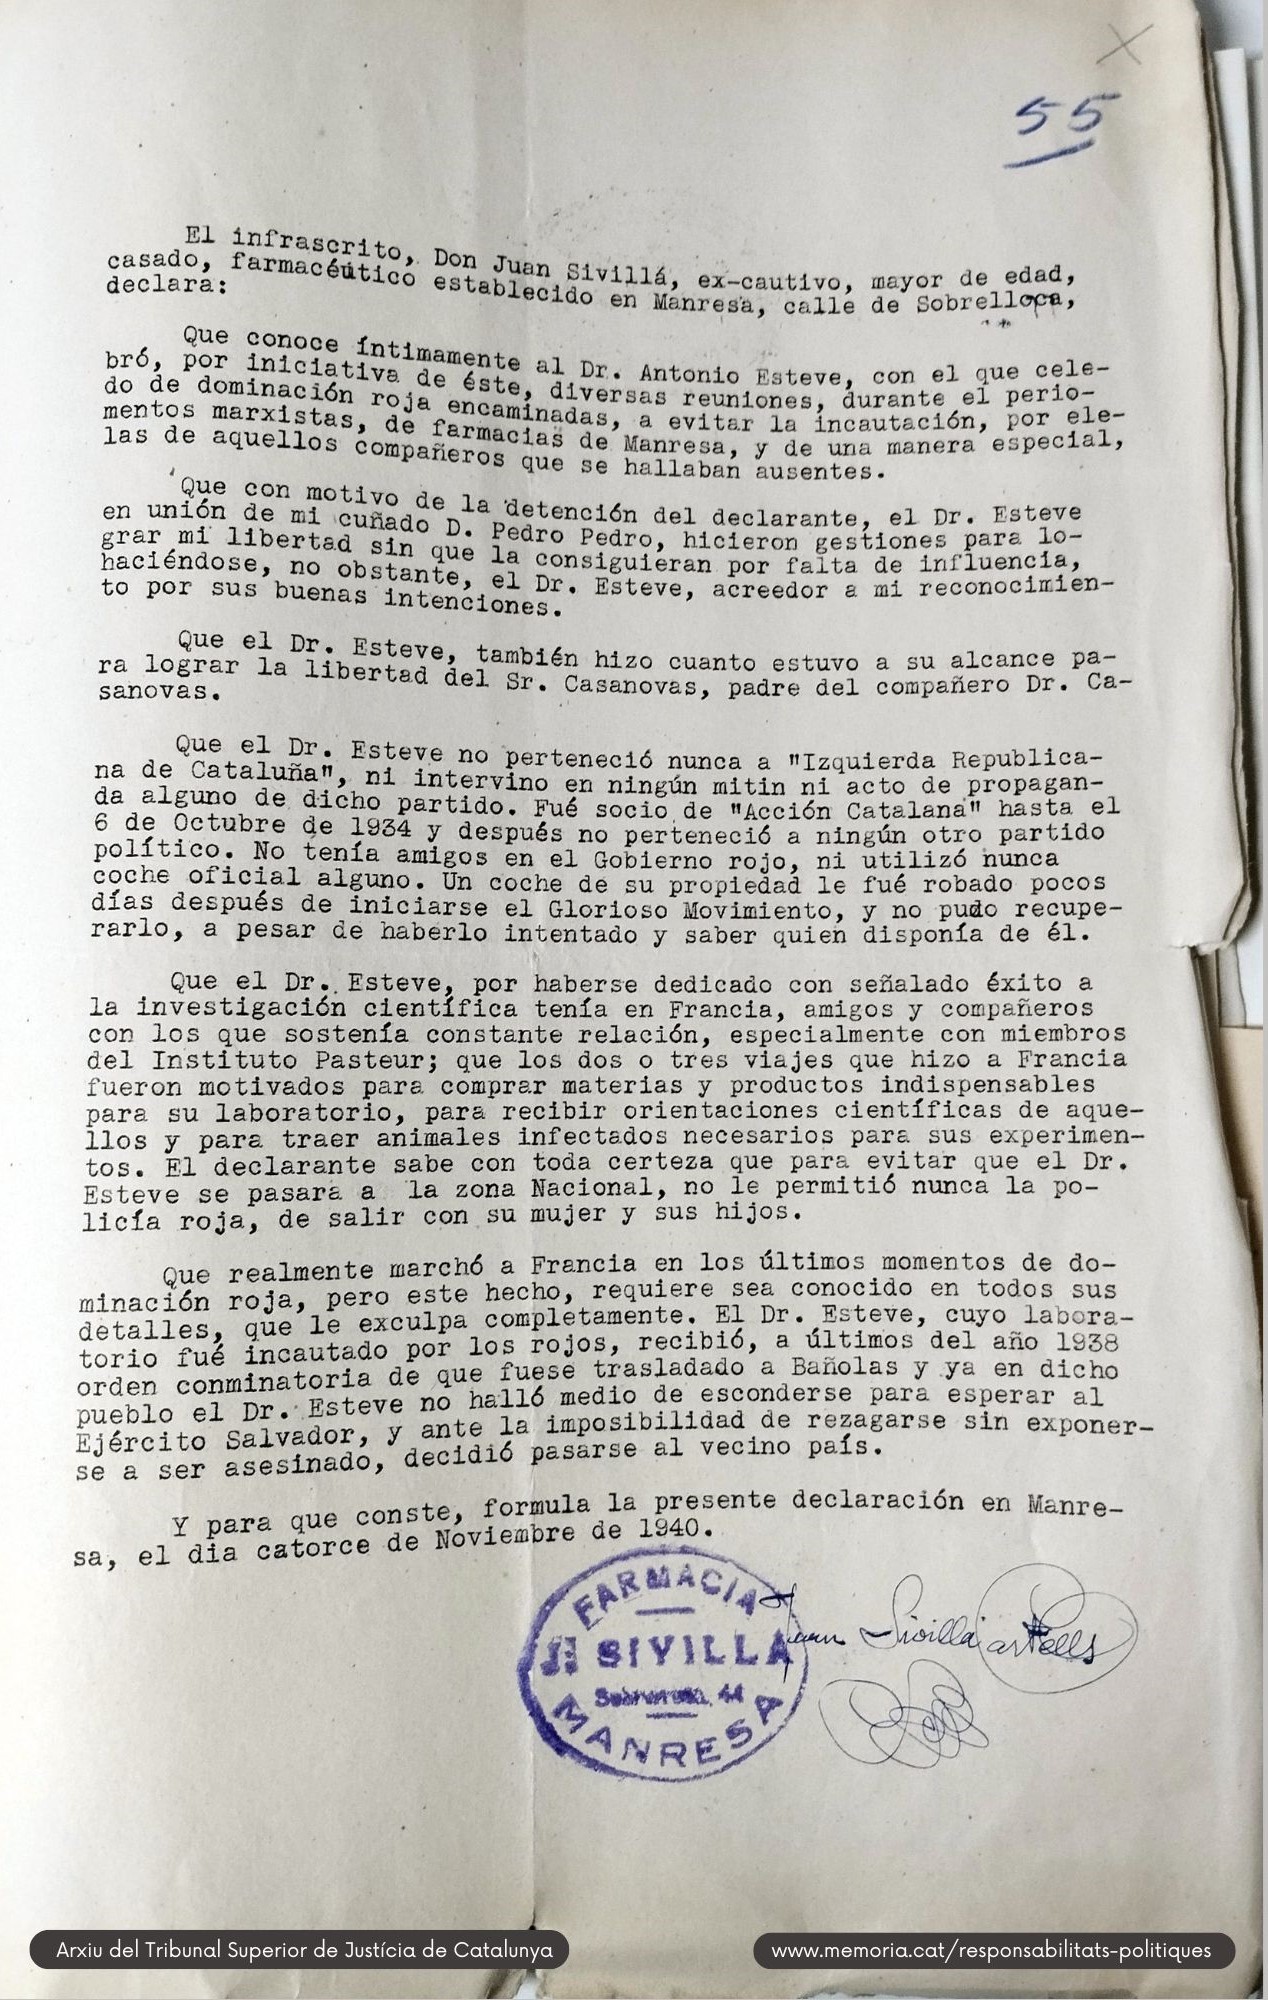 55
El infrascrito, Don Juan Sivillá, ex-cautivo, mayor de edad,
casado, farmacéutico establecido en Manresa, calle de Sobrelloca,
declara:
Que conoce íntimamente al Dr. Antonio Esteve, con el que cele-
bró, por iniciativa de éste, diversas reuniones, durante el perio-
do de dominación roja encaminadas, a evitar la incautación, por ele-
mentos marxistas, de farmacias de Manresa, y de una manera especial,
las de aquellos compañeros que se hallaban ausentes.
Que con motivo de la detención del declarante, el Dr. Esteve
en unión de mi cuñado D. Pedro Pedro, hicieron gestiones para lo-
grar mi libertad sin que la consiguieran por falta de influencia,
haciéndose, no obstante, el Dr. Esteve, acreedor a mi reconocimien-
to por sus buenas intenciones.
Que el Dr. Esteve, también hizo cuanto estuvo a su alcance pa-
ra lograr la libertad del Sr. Casanovas, padre del compañero Dr. Ca-
sanovas.
Que el Dr. Esteve no perteneció nunca a "Izquierda Republica-
na de Cataluña", ni intervino en ningún mitin ni acto de propagan-
da alguno de dicho partido. Fué socio de "Acción Catalana" hasta el
6 de Octubre de 1934 y después no perteneció a ningún otro partido
político. No tenía amigos en el Gobierno rojo, ni utilizó nunca
coche oficial alguno. Un coche de su propiedad le fué robado pocos
días después de iniciarse el Glorioso Movimiento, y no pudo recupe-
rarlo, a pesar de haberlo intentado y saber quien disponía de él.
Que el Dr. Esteve, por haberse dedicado con señalado éxito a
la investigación científica tenía en Francia, amigos y compañeros
con los que sostenía constante relación, especialmente con miembros
del Instituto Pasteur; que los dos o tres viajes que hizo a Francia
fueron motivados para comprar materias y productos indispensables
para su laboratorio, para recibir orientaciones científicas de aque-
llos y para traer animales infectados necesarios para sus experimen-
tos. El declarante sabe con toda certeza que para evitar que el Dr.
Esteve se pasara a la zona Nacional, no le permitió nunca la po-
licía roja, de salir con su mujer y sus hijos.
Que realmente marchó a Francia en los últimos momentos de do-
minación roja, pero este hecho, requiere sea conocido en todos sus
detalles, que le exculpa completamente. El Dr. Esteve, cuyo labora-
torio fué incautado por los rojos, recibió, a últimos del año 1938
orden conminatoria de que fuese trasladado a Bañolas y ya en dicho
pueblo el Dr. Esteve no halló medio de esconderse para esperar al
Ejército Salvador, y ante la imposibilidad de rezagarse sin exponer-
se a ser asesinado, decidió pasarse al vecino país.
Y para que conste, formula la presente declaración en Manre-
sa, el dia catorce de Noviembre de 1940.
FARMACIA
J. SIVILLA
44
MANRESA
Juan Sivilla Castells
Arxiu del Tribunal Superior de Justícia de Catalunya
www.memoria.cat/responsabilitats-politiques